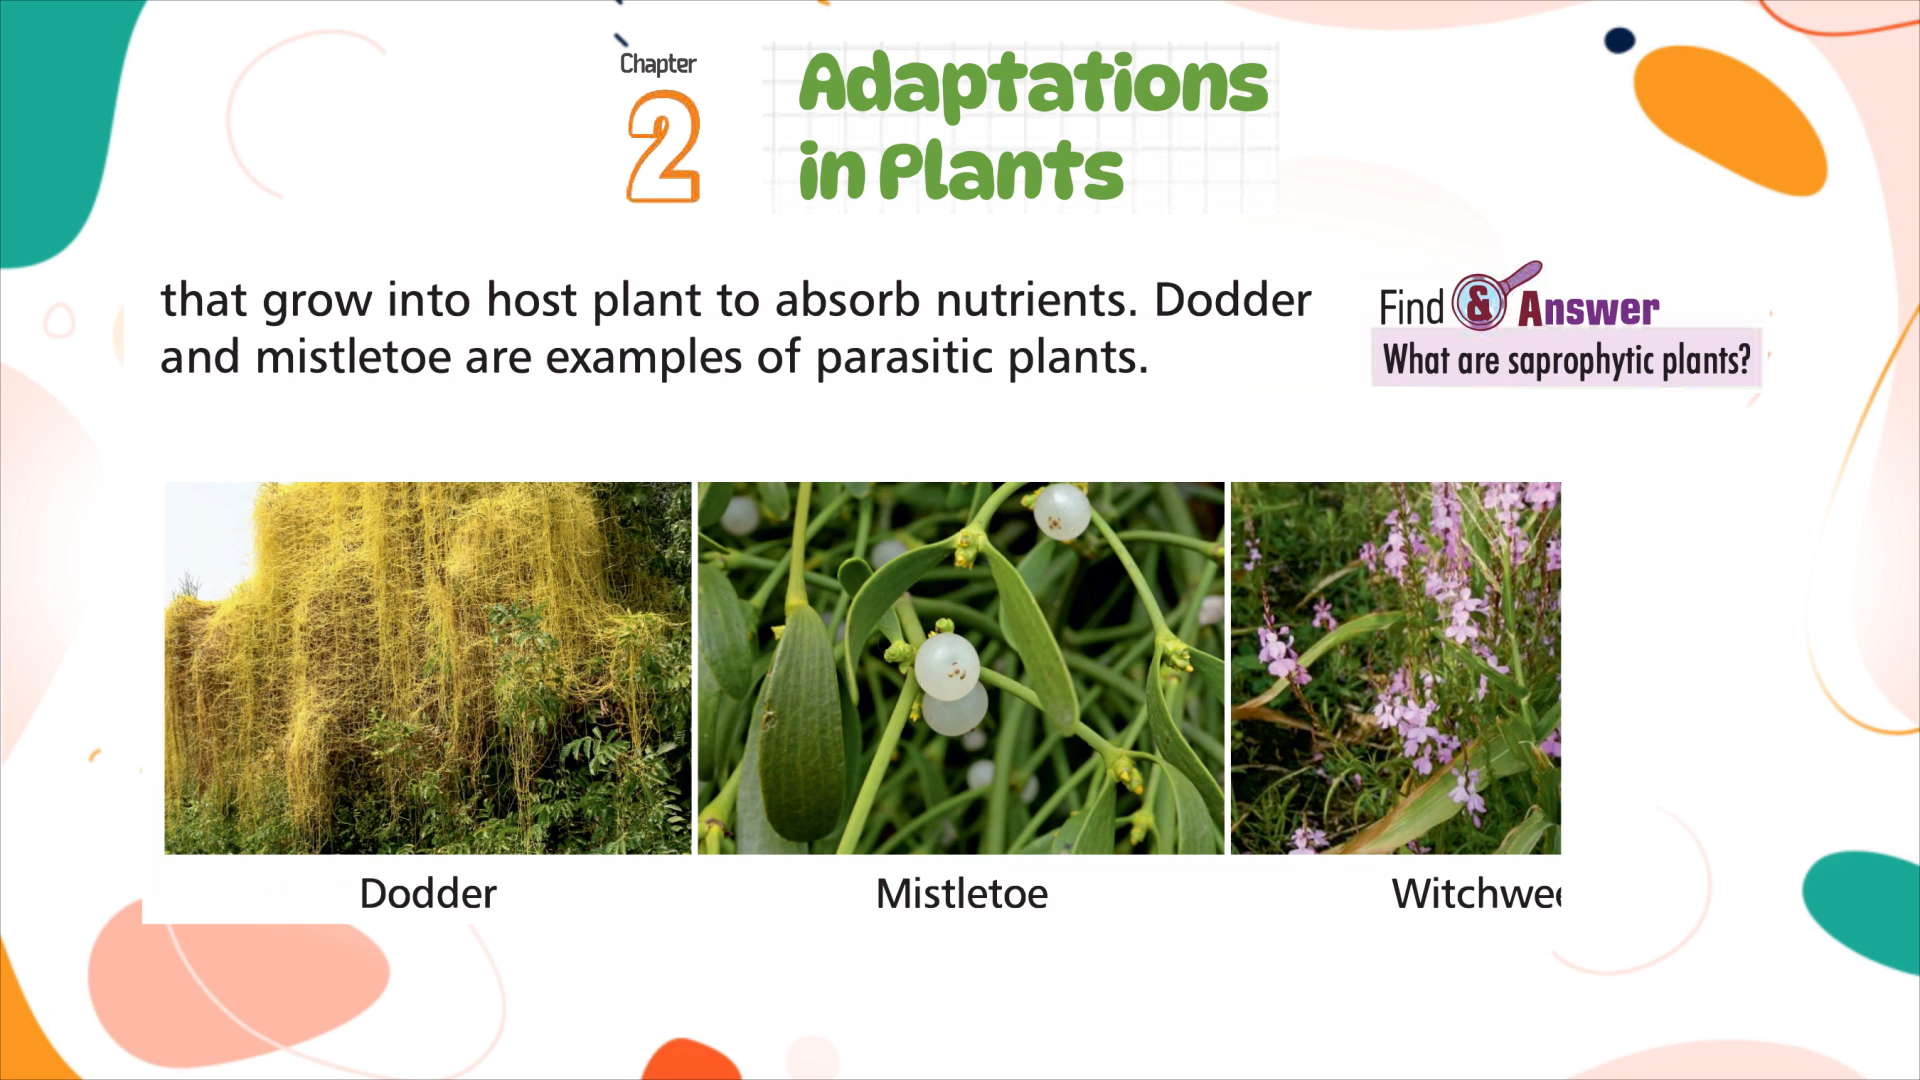 Chapter
2
Adaptations
in Plants
that grow into host plant to absorb nutrients. Dodder
and mistletoe are examples of parasitic plants.
Find & Answer
What are saprophytic plants?
Dodder
Mistletoe